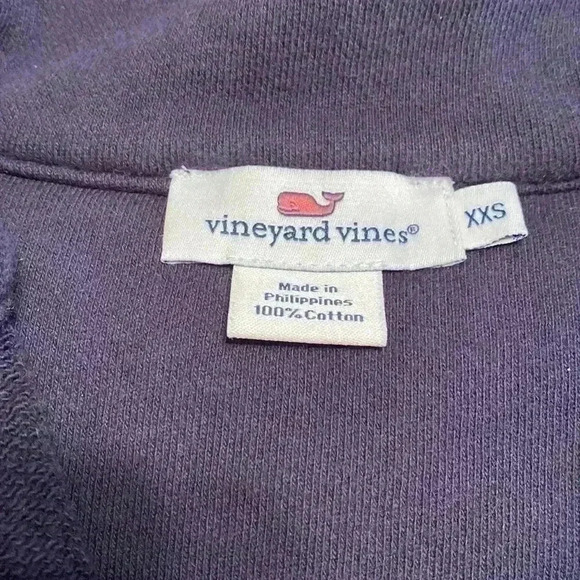 vineyard vines®
XXS
Made in
Philippines
100% Cotton